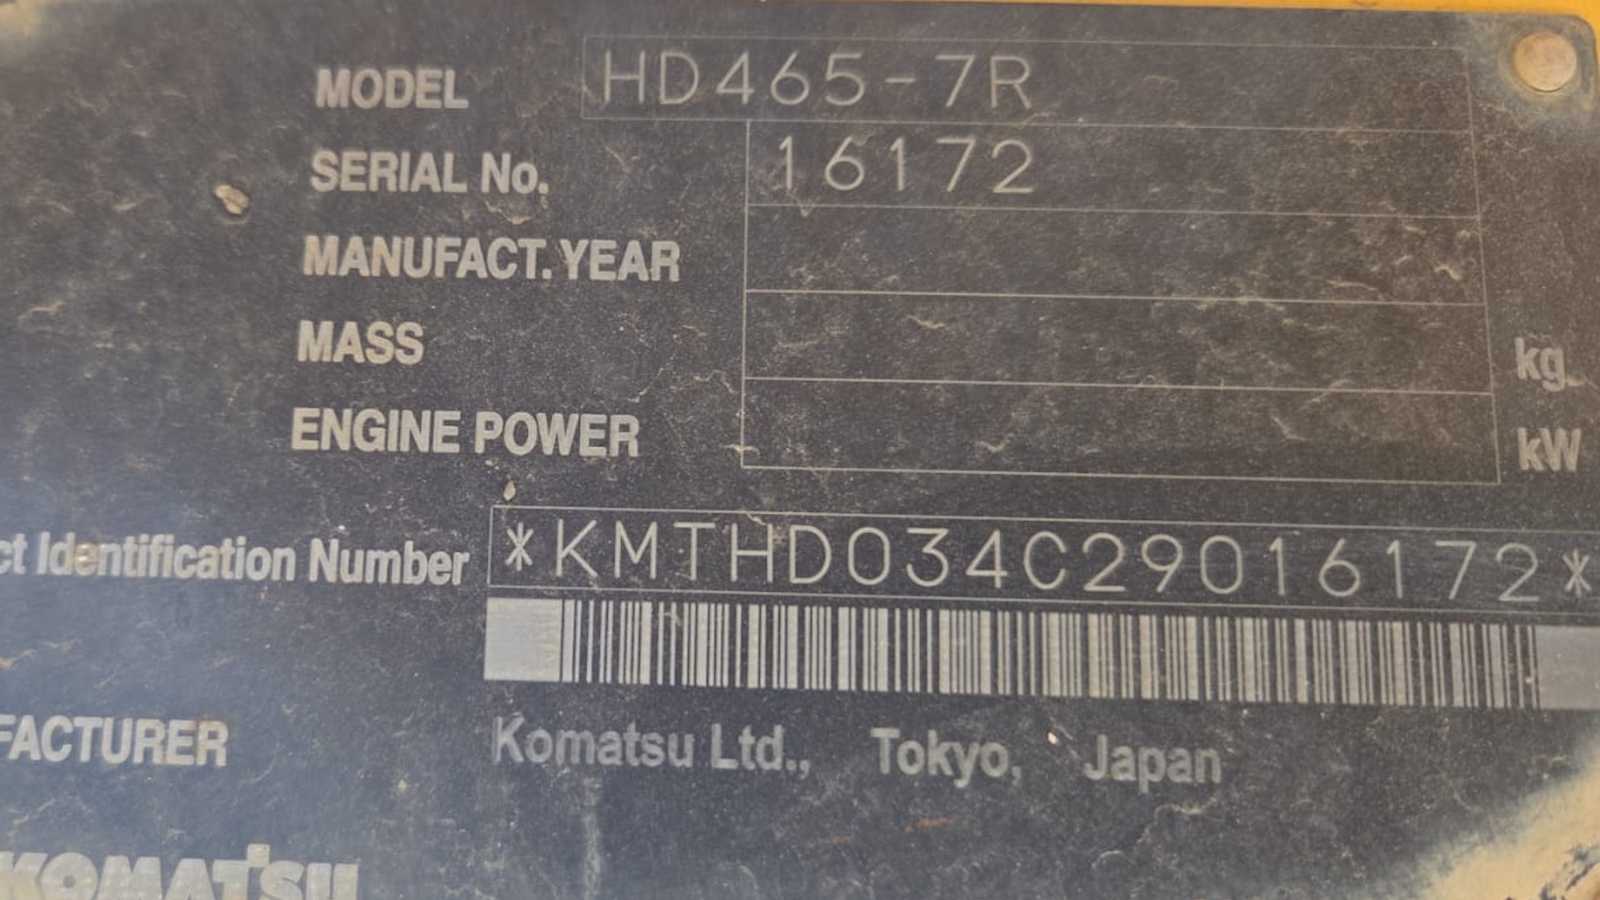 MODEL HD465-7R
SERIAL No. 16172
MANUFACT. YEAR
MASS kg
ENGINE POWER kW
ct Identification Number *KMTHD034C29016172*
FACTURER Komatsu Ltd., Tokyo, Japan
KOMATSU